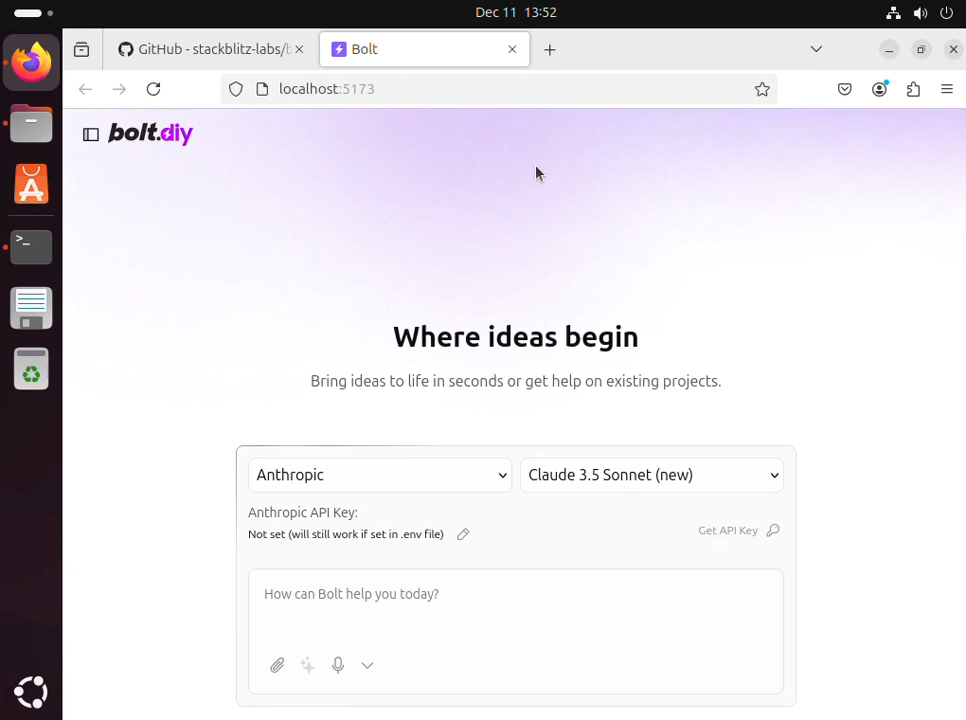 Dec 11 13:52
GitHub - stackblitz-labs/b
Bolt
localhost:5173
bolt.diy
Where ideas begin
Bring ideas to life in seconds or get help on existing projects.
Anthropic
Claude 3.5 Sonnet (new)
Anthropic API Key:
Not set (will still work if set in .env file)
Get API Key
How can Bolt help you today?